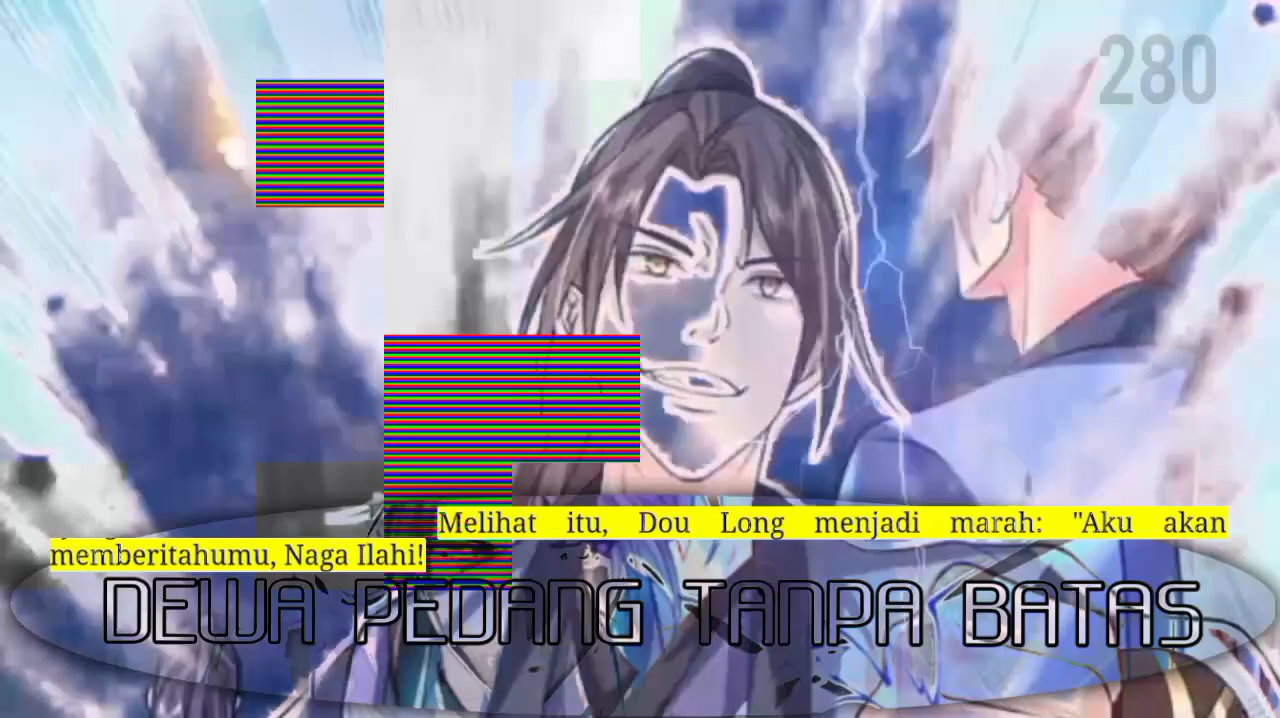 280
Melihat itu, Dou Long menjadi marah: "Aku akan
memberitahumu, Naga Ilahi!
DEWA PEDANG TANPA BATAS